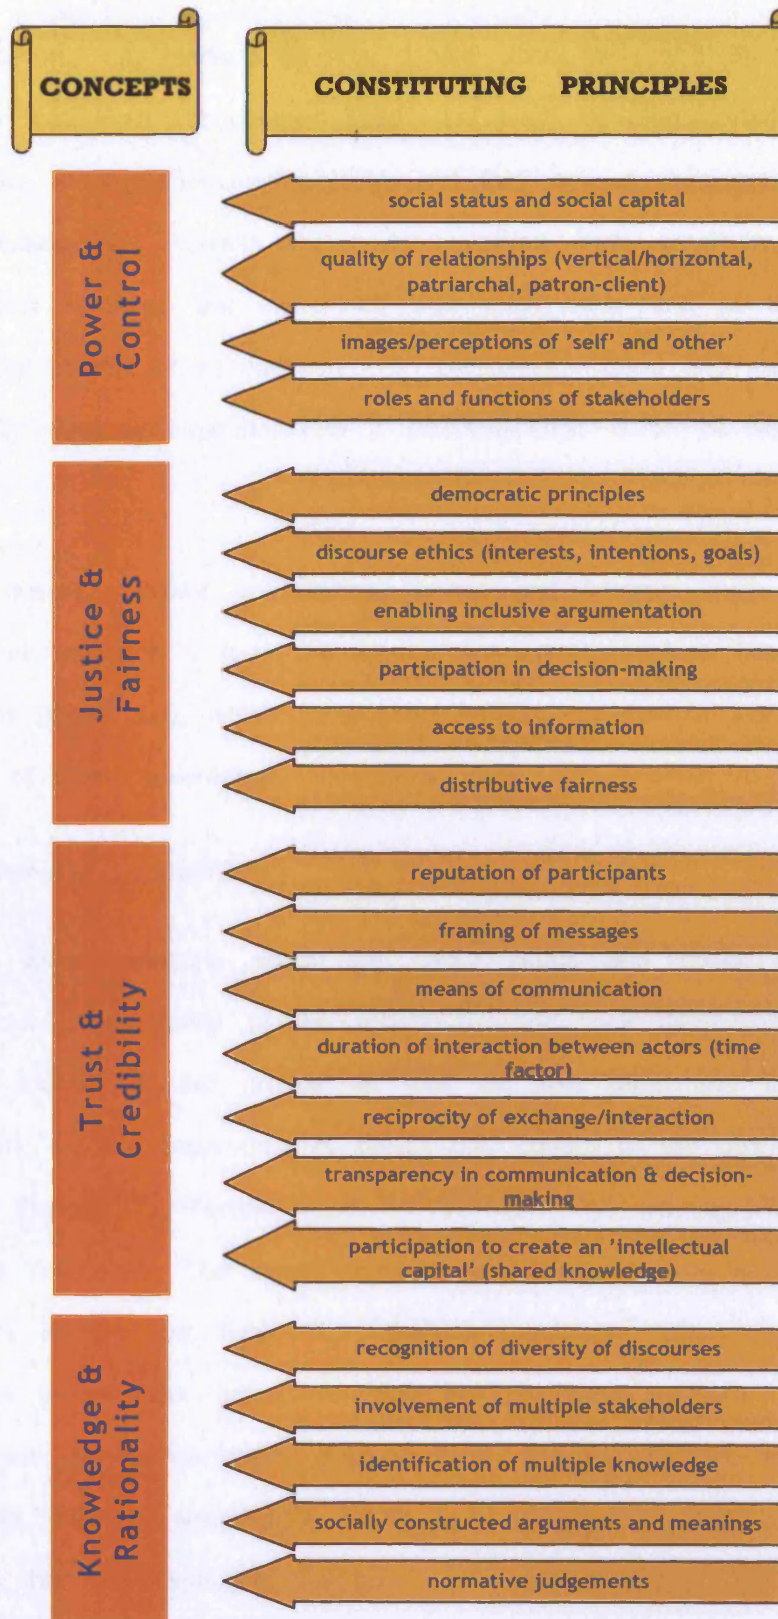 CONCEPTS
CONSTITUTING PRINCIPLES
Power &
Control
social status and social capital
quality of relationships (vertical/horizontal,
patriarchal, patron-client)
images/perceptions of 'self' and 'other'
roles and functions of stakeholders
Justice &
Fairness
democratic principles
discourse ethics (interests, intentions, goals)
enabling inclusive argumentation
participation in decision-making
access to information
distributive fairness
Trust &
Credibility
reputation of participants
framing of messages
means of communication
duration of interaction between actors (time
factor)
reciprocity of exchange/interaction
transparency in communication & decision-
making
participation to create an 'intellectual
capital' (shared knowledge)
Knowledge &
Rationality
recognition of diversity of discourses
involvement of multiple stakeholders
identification of multiple knowledge
socially constructed arguments and meanings
normative judgements